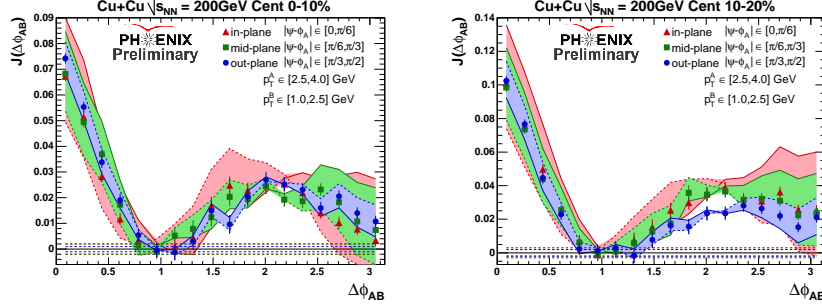 Cu+Cu √s_NN = 200GeV Cent 0-10%
J(Δϕ_AB)
0.09
0.08
0.07
0.06
0.05
0.04
0.03
0.02
0.01
0
PHENIX
Preliminary
in-plane |ψ-ϕ_A| ∈ [0,π/6]
mid-plane |ψ-ϕ_A| ∈ [π/6,π/3]
out-plane |ψ-ϕ_A| ∈ [π/3,π/2]
p_T^A ∈ [2.5,4.0] GeV
p_T^B ∈ [1.0,2.5] GeV
0 0.5 1 1.5 2 2.5 3
Δϕ_AB
Cu+Cu √s_NN = 200GeV Cent 10-20%
J(Δϕ_AB)
0.14
0.12
0.1
0.08
0.06
0.04
0.02
0
PHENIX
Preliminary
in-plane |ψ-ϕ_A| ∈ [0,π/6]
mid-plane |ψ-ϕ_A| ∈ [π/6,π/3]
out-plane |ψ-ϕ_A| ∈ [π/3,π/2]
p_T^A ∈ [2.5,4.0] GeV
p_T^B ∈ [1.0,2.5] GeV
0 0.5 1 1.5 2 2.5 3
Δϕ_AB